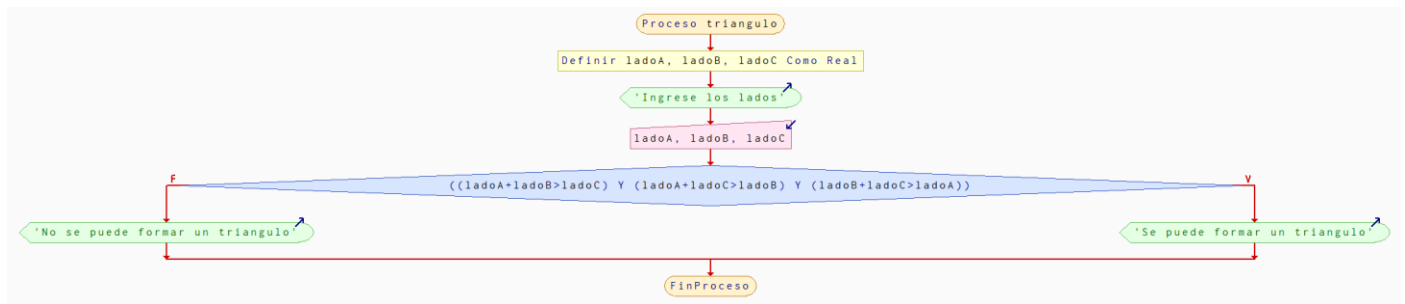 Proceso triangulo
Definir ladoA, ladoB, ladoC Como Real
'Ingrese los lados'
ladoA, ladoB, ladoC
F
V
((ladoA+ladoB>ladoC) Y (ladoA+ladoC>ladoB) Y (ladoB+ladoC>ladoA))
'No se puede formar un triangulo'
'Se puede formar un triangulo'
FinProceso